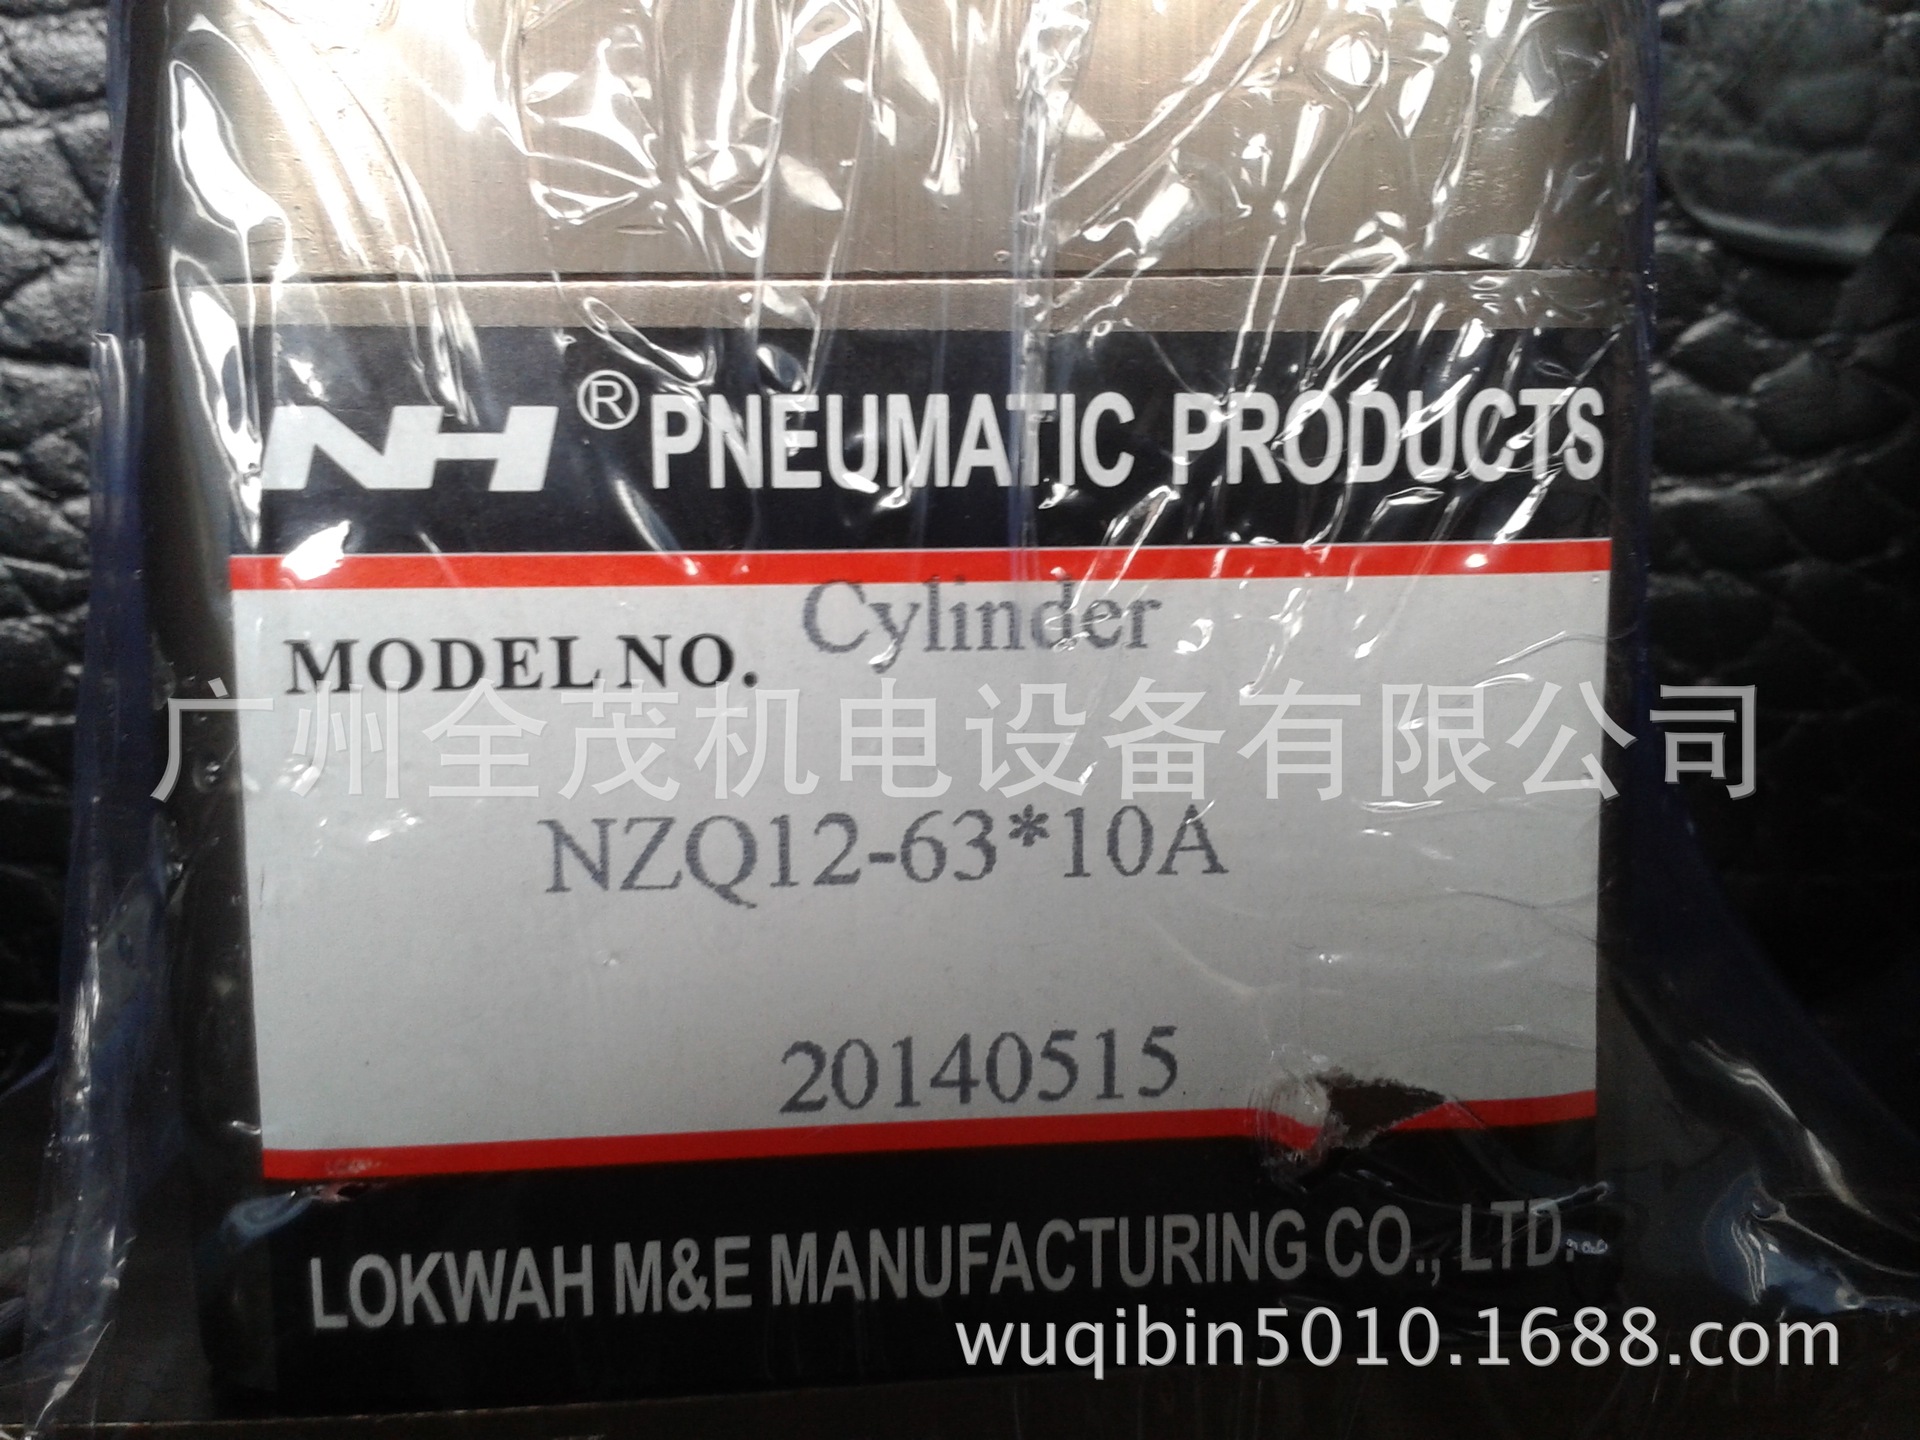 NH® PNEUMATIC PRODUCTS
MODEL NO. Cylinder
广州全茂机电设备有限公司
NZQ12-63*10A
20140515
LOKWAH M&E MANUFACTURING CO., LTD.
wuqibin5010.1688.com